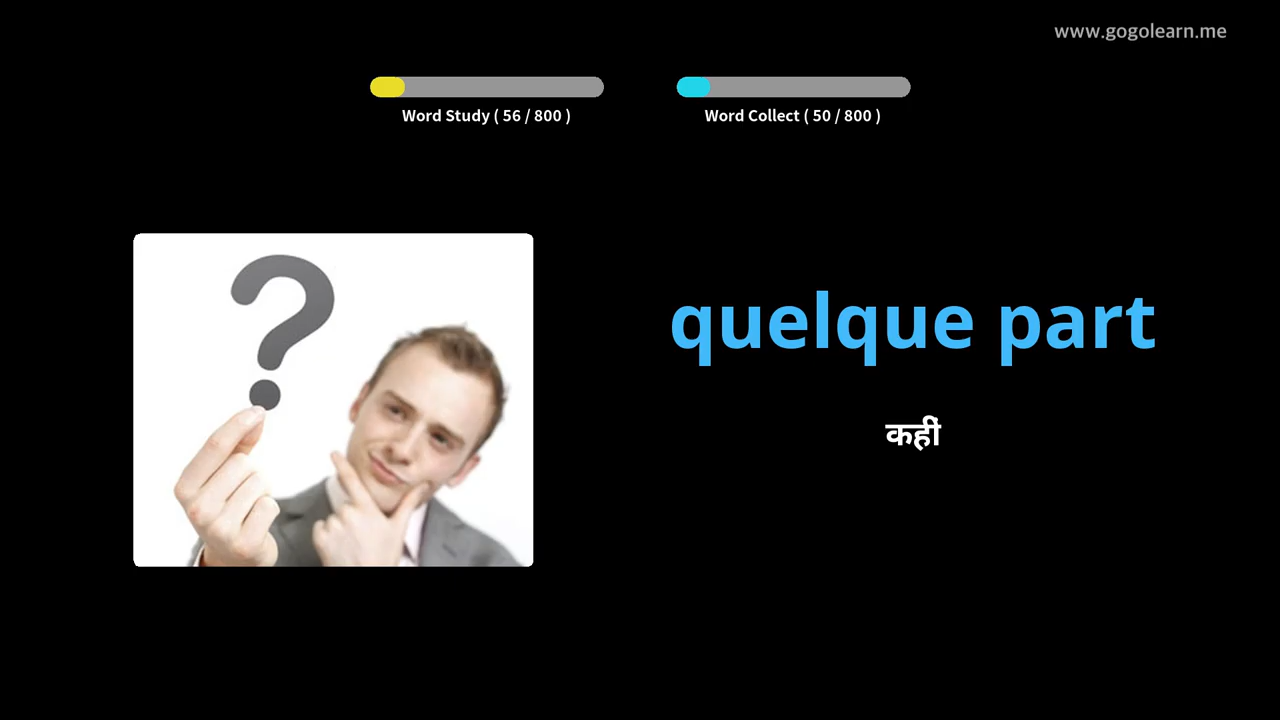 www.gogolearn.me
Word Study ( 56 / 800 )
Word Collect ( 50 / 800 )
?
quelque part
कहीं